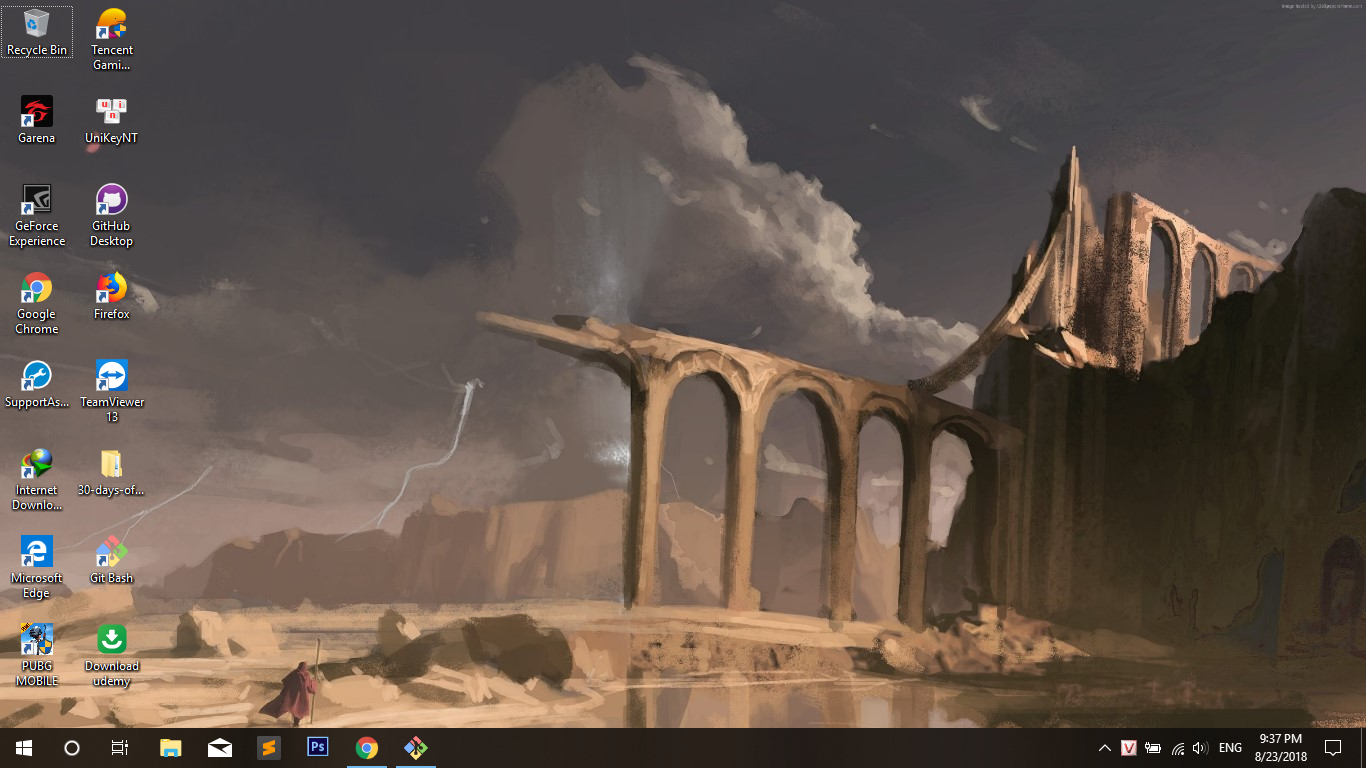 Recycle Bin
Tencent
Gami...
Garena
UniKeyNT
GeForce
Experience
GitHub
Desktop
Google
Chrome
Firefox
SupportAs...
TeamViewer
13
Internet
Downlo...
30-days-of...
Microsoft
Edge
Git Bash
PUBG
MOBILE
Download
udemy
u i
n
Ps
V
ENG
9:37 PM
8/23/2018